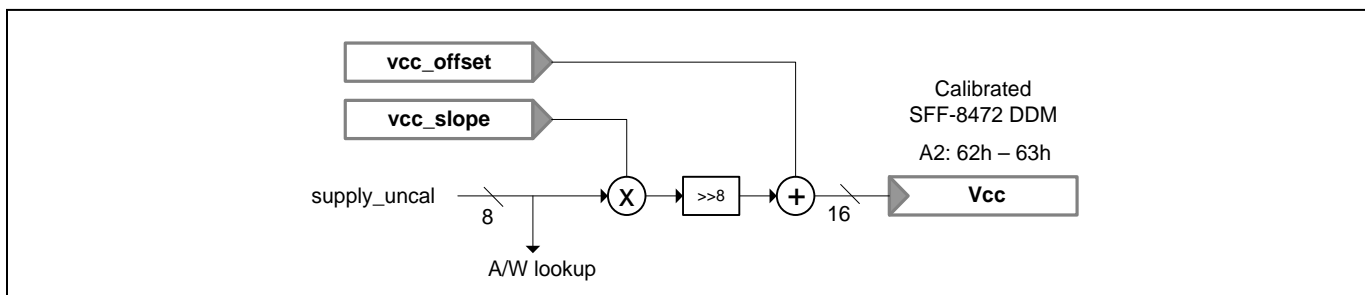 vcc_offset
vcc_slope
Calibrated
SFF-8472 DDM
A2: 62h – 63h
supply_uncal
8
X
>>8
+
16
Vcc
A/W lookup